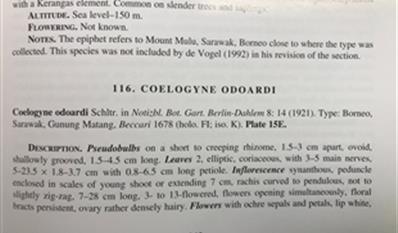 with a Kerangas element. Common on slender trees and saplings.
ALTITUDE. Sea level–150 m.
FLOWERING. Not known.
NOTES. The epithet refers to Mount Mulu, Sarawak, Borneo close to where the type was
collected. This species was not included by de Vogel (1992) in his revision of the section.
116. COELOGYNE ODOARDI
Coelogyne odoardi Schltr. in Notizbl. Bot. Gart. Berlin-Dahlem 8: 14 (1921). Type: Borneo,
Sarawak, Gunung Matang, Beccari 1678 (holo. FI; iso. K). Plate 15E.
DESCRIPTION. Pseudobulbs on a short to creeping rhizome, 1.5–3 cm apart, ovoid,
shallowly grooved, 1.5–4.5 cm long. Leaves 2, elliptic, coriaceous, with 3–5 main nerves,
5–23.5 × 1.8–3.7 cm with 0.8–6.5 cm long petiole. Inflorescence synanthous, peduncle
enclosed in scales of young shoot or extending 7 cm, rachis curved to pendulous, not to
slightly zig-zag, 7–28 cm long, 3- to 13-flowered, flowers opening simultaneously, floral
bracts persistent, ovary rather densely hairy. Flowers with ochre sepals and petals, lip white,